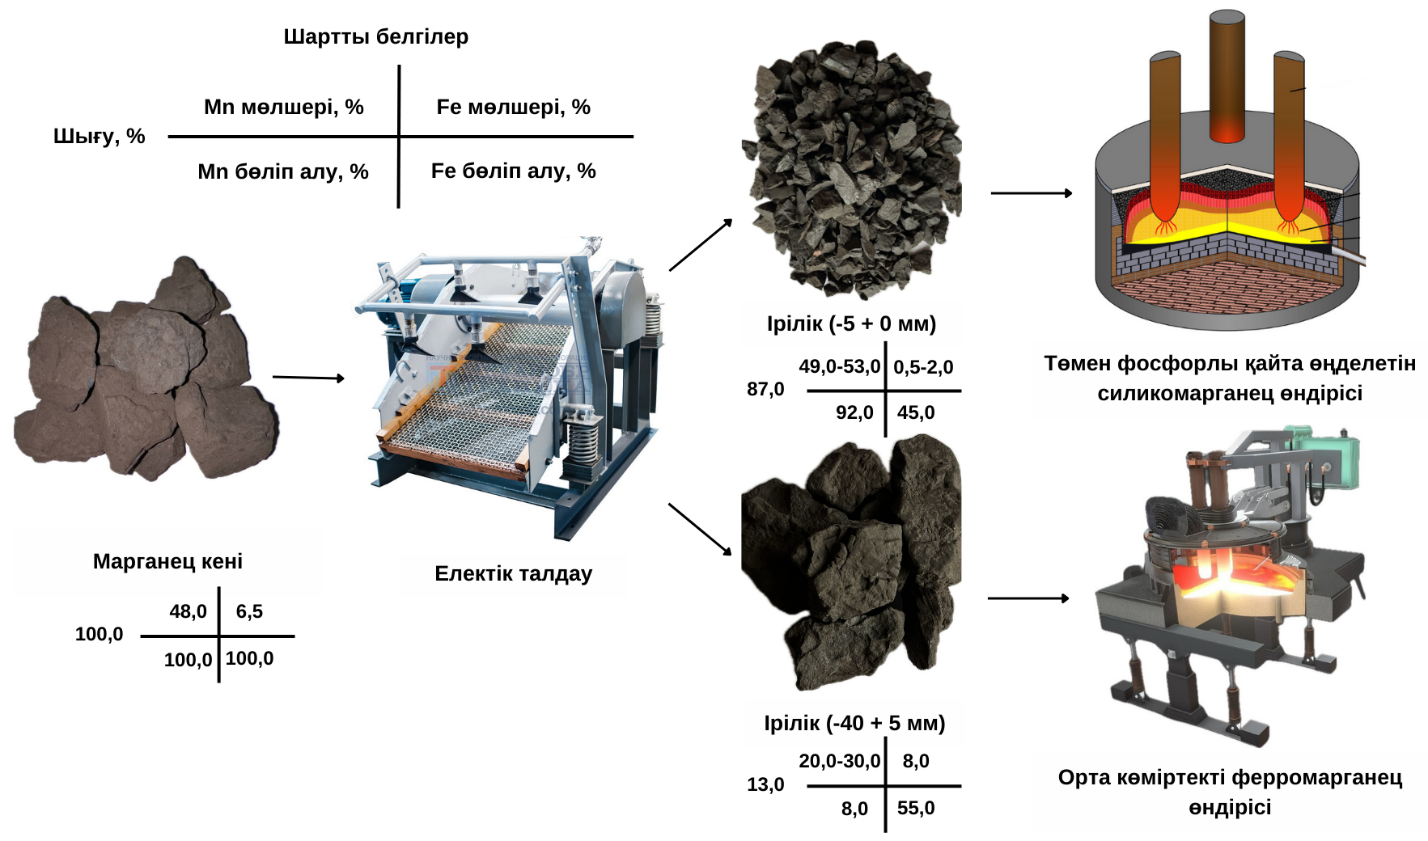 Шартты белгілер
Mn мөлшері, %
Fe мөлшері, %
Шығу, %
Mn бөліп алу, %
Fe бөліп алу, %
Марганец кені
100,0
48,0
6,5
100,0
100,0
Електік талдау
Ірілік (-5 + 0 мм)
87,0
49,0-53,0
0,5-2,0
92,0
45,0
Төмен фосфорлы қайта өңделетін
силикомарганец өндірісі
Ірілік (-40 + 5 мм)
13,0
20,0-30,0
8,0
8,0
55,0
Орта көміртекті ферромарганец
өндірісі